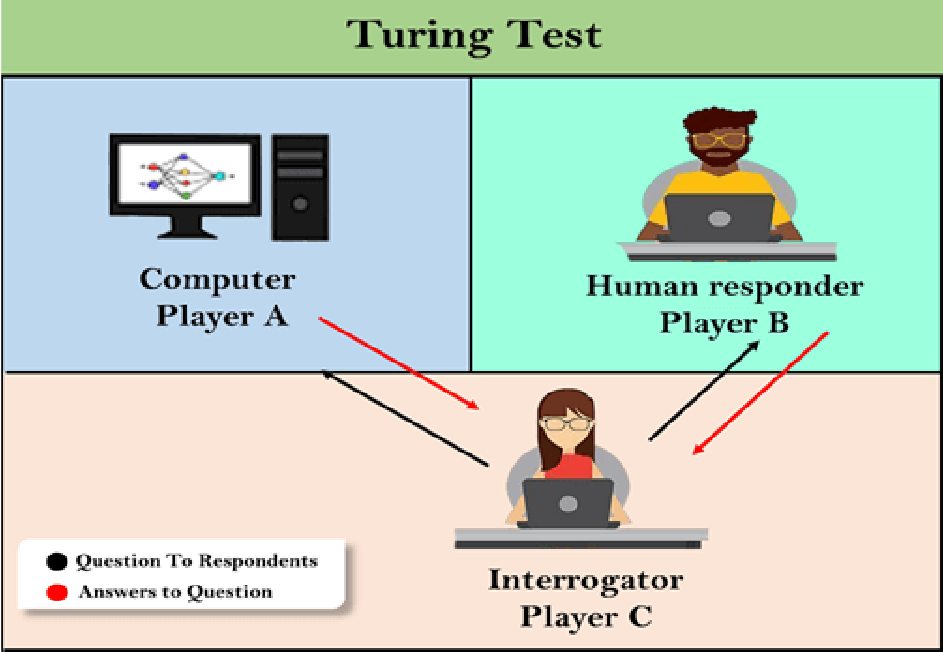 Turing Test
Computer
Player A
Human responder
Player B
Question To Respondents
Answers to Question
Interrogator
Player C